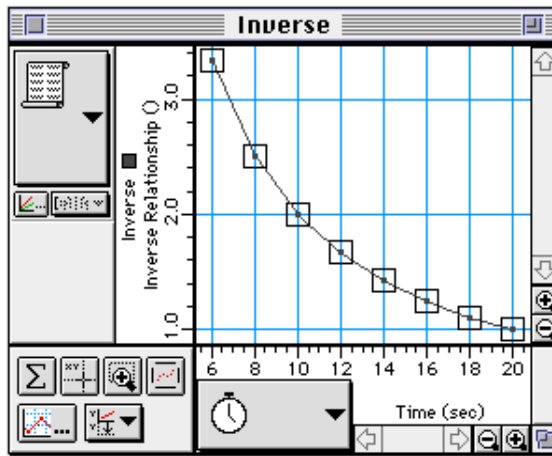 Inverse
Inverse
Inverse Relationship ()
3.0
2.0
1.0
6 8 10 12 14 16 18 20
Time (sec)
Σ
X Y
...
...
Y